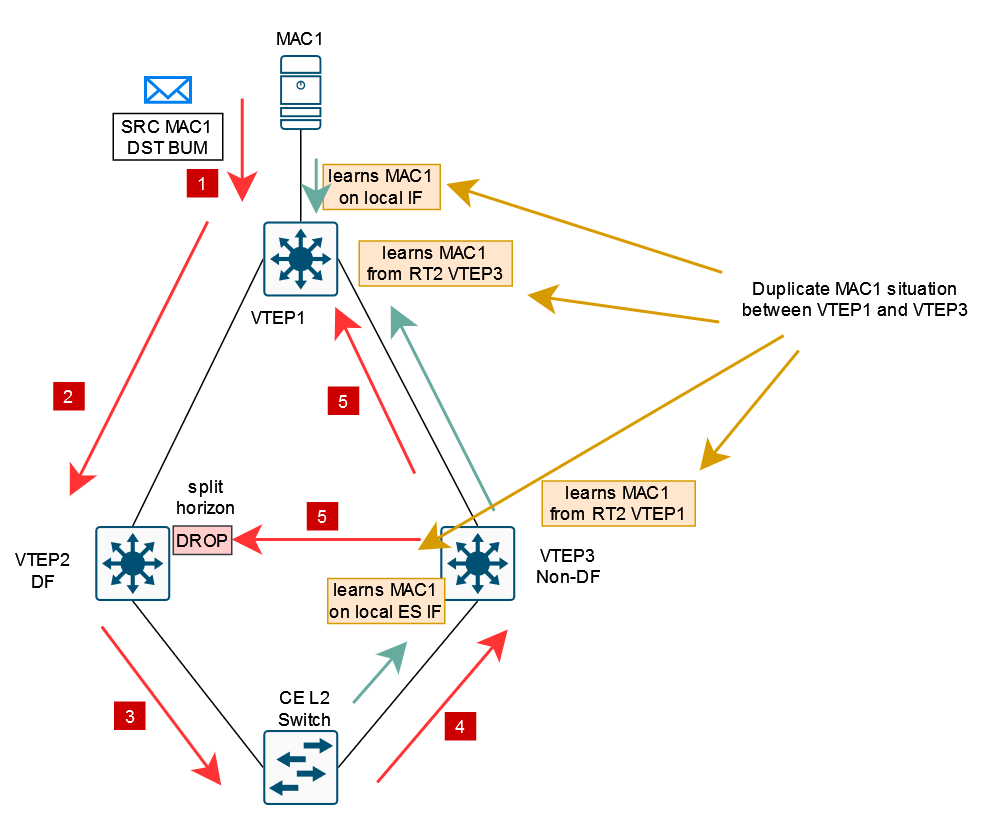 MAC1
SRC MAC1
DST BUM
1
learns MAC1
on local IF
learns MAC1
from RT2 VTEP3
Duplicate MAC1 situation
between VTEP1 and VTEP3
VTEP1
2
5
split
horizon
DROP
5
learns MAC1
from RT2 VTEP1
VTEP2
DF
VTEP3
Non-DF
learns MAC1
on local ES IF
3
CE L2
Switch
4